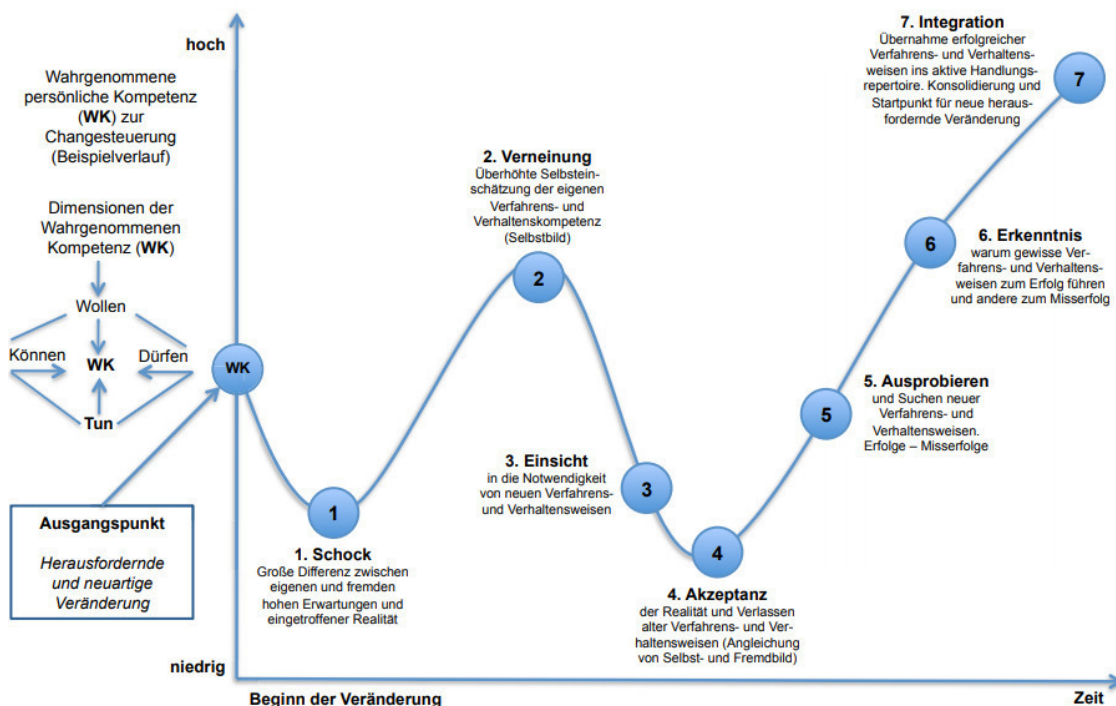 hoch
Wahrgenommene
persönliche Kompetenz
(WK) zur
Changesteuerung
(Beispielverlauf)
Dimensionen der
Wahrgenommenen
Kompetenz (WK)
Wollen
Können
WK
Dürfen
Tun
WK
Ausgangspunkt
Herausfordernde
und neuartige
Veränderung
niedrig
Beginn der Veränderung
Zeit
1
1. Schock
Große Differenz zwischen
eigenen und fremden
hohen Erwartungen und
eingetroffener Realität
2. Verneinung
Überhöhte Selbstein-
schätzung der eigenen
Verfahrens- und
Verhaltenskompetenz
(Selbstbild)
2
3. Einsicht
in die Notwendigkeit
von neuen Verfahrens-
und Verhaltensweisen
3
4
4. Akzeptanz
der Realität und Verlassen
alter Verfahrens- und Ver-
haltensweisen (Angleichung
von Selbst- und Fremdbild)
5
5. Ausprobieren
und Suchen neuer
Verfahrens- und
Verhaltensweisen.
Erfolge – Misserfolge
6
6. Erkenntnis
warum gewisse Ver-
fahrens- und Verhaltens-
weisen zum Erfolg führen
und andere zum Misserfolg
7. Integration
Übernahme erfolgreicher
Verfahrens- und Verhaltens-
weisen ins aktive Handlungs-
repertoire. Konsolidierung und
Startpunkt für neue heraus-
fordernde Veränderung
7